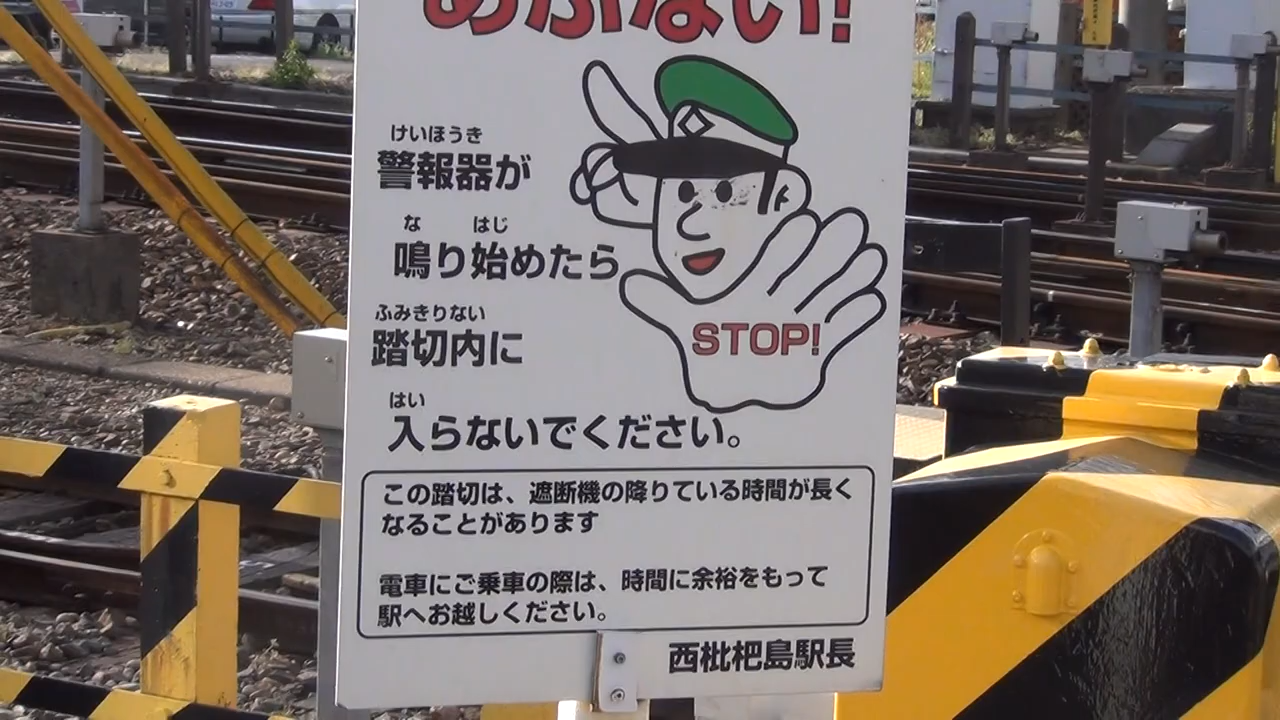 あぶない!
けいほうき
警報器が
な はじ
鳴り始めたら
ふみきりない
踏切内に
はい
入らないでください。
STOP!
この踏切は、遮断機の降りている時間が長く
なることがあります
電車にご乗車の際は、時間に余裕をもって
駅へお越しください。
西枇杷島駅長